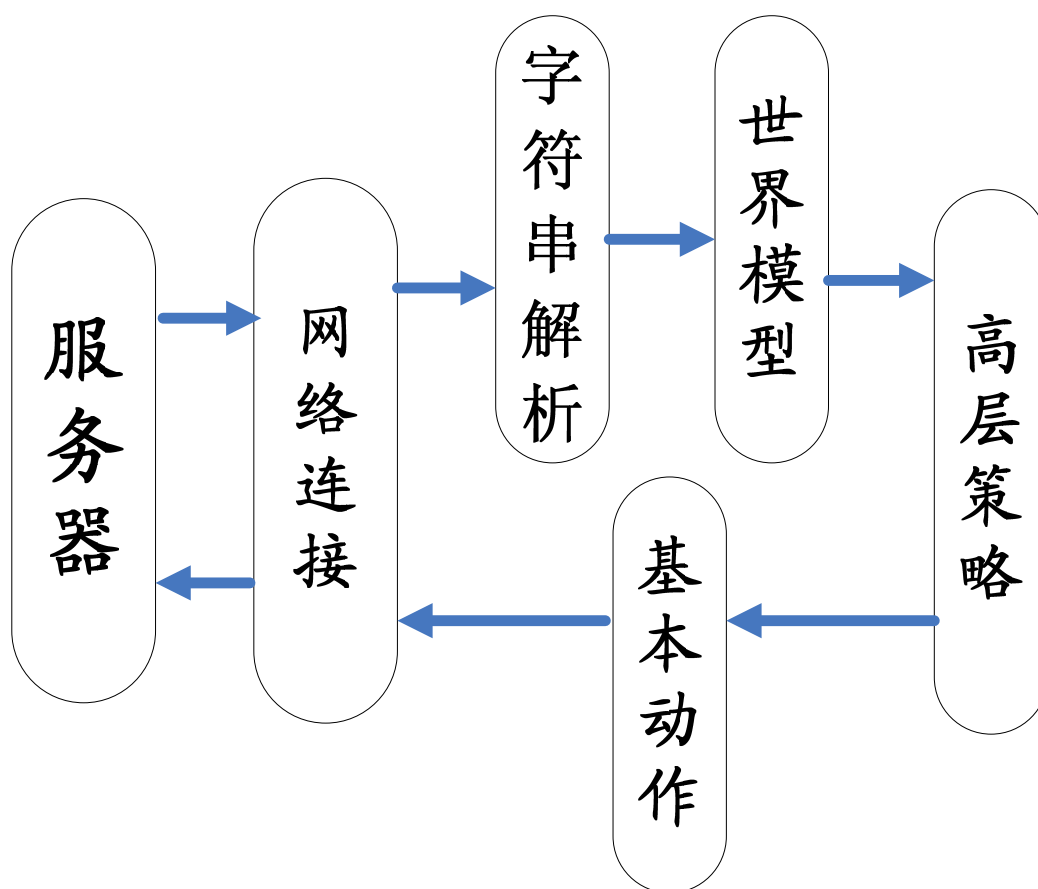 服务器
网络连接
字符串解析
世界模型
高层策略
基本动作